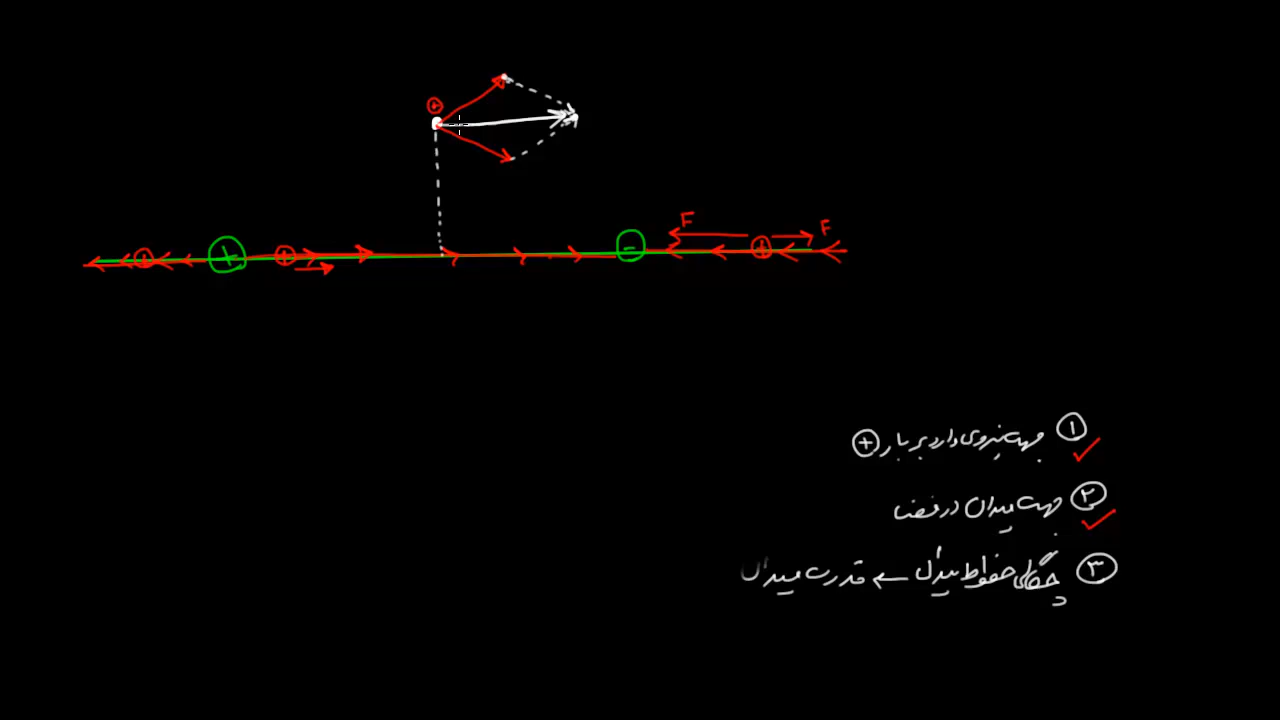 +
F
F
+ - + + +
① جهت نیروی وارد بر بار ⊕
② جهت میدان در فضا
③ چگالی خطوط میدان ← قدرت میدان